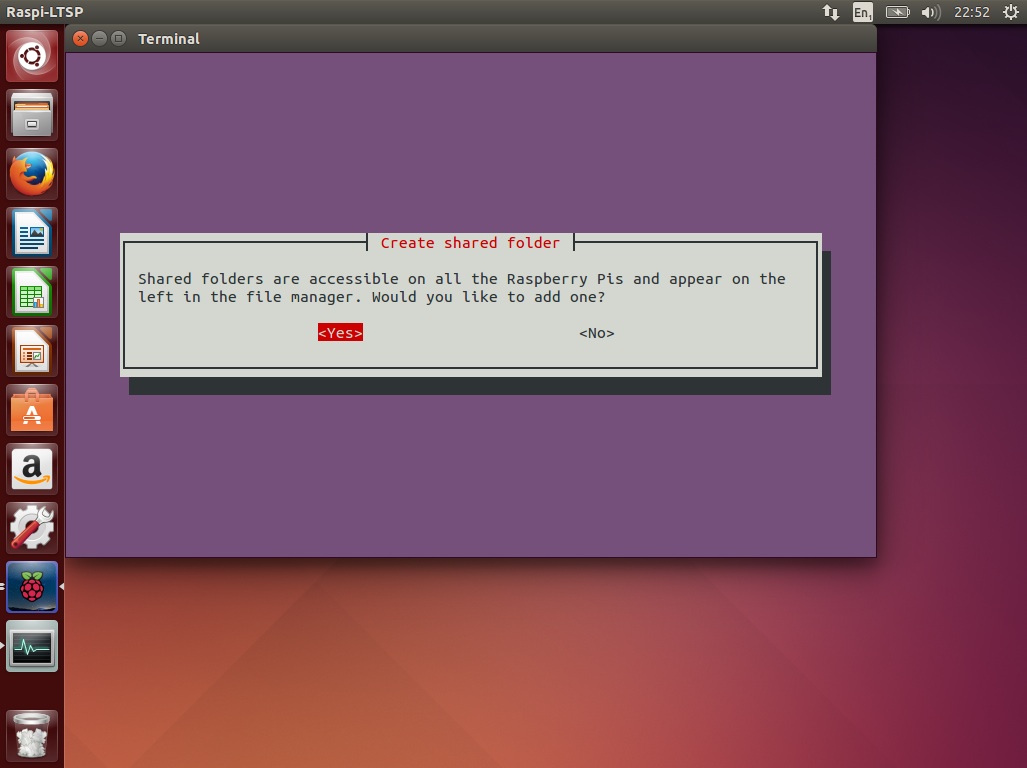 Raspi-LTSP
En1
22:52
Terminal
Create shared folder
Shared folders are accessible on all the Raspberry Pis and appear on the
left in the file manager. Would you like to add one?
<Yes> <No>
A
a